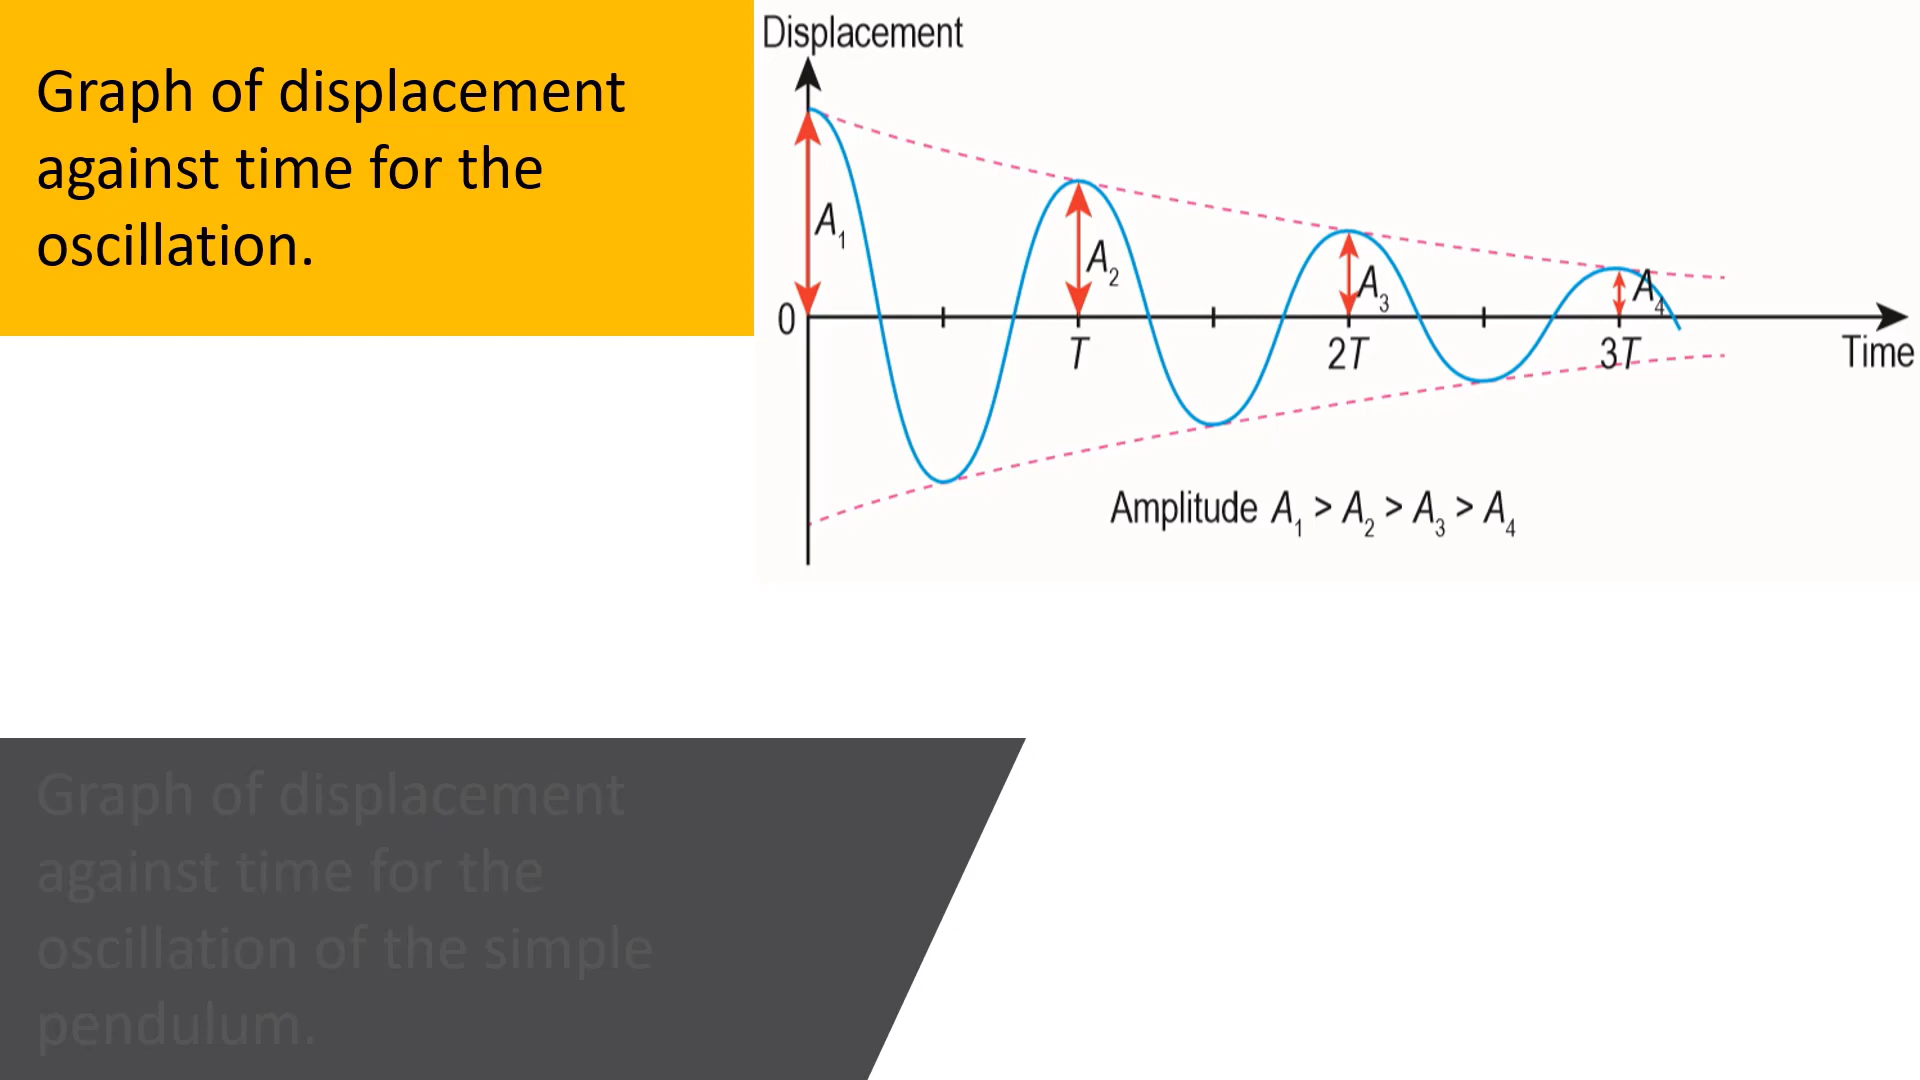 Graph of displacement
against time for the
oscillation.
Displacement
A1
A2
A3
A4
0
T
2T
3T
Time
Amplitude A1 > A2 > A3 > A4
Graph of displacement
against time for the
oscillation of the simple
pendulum.